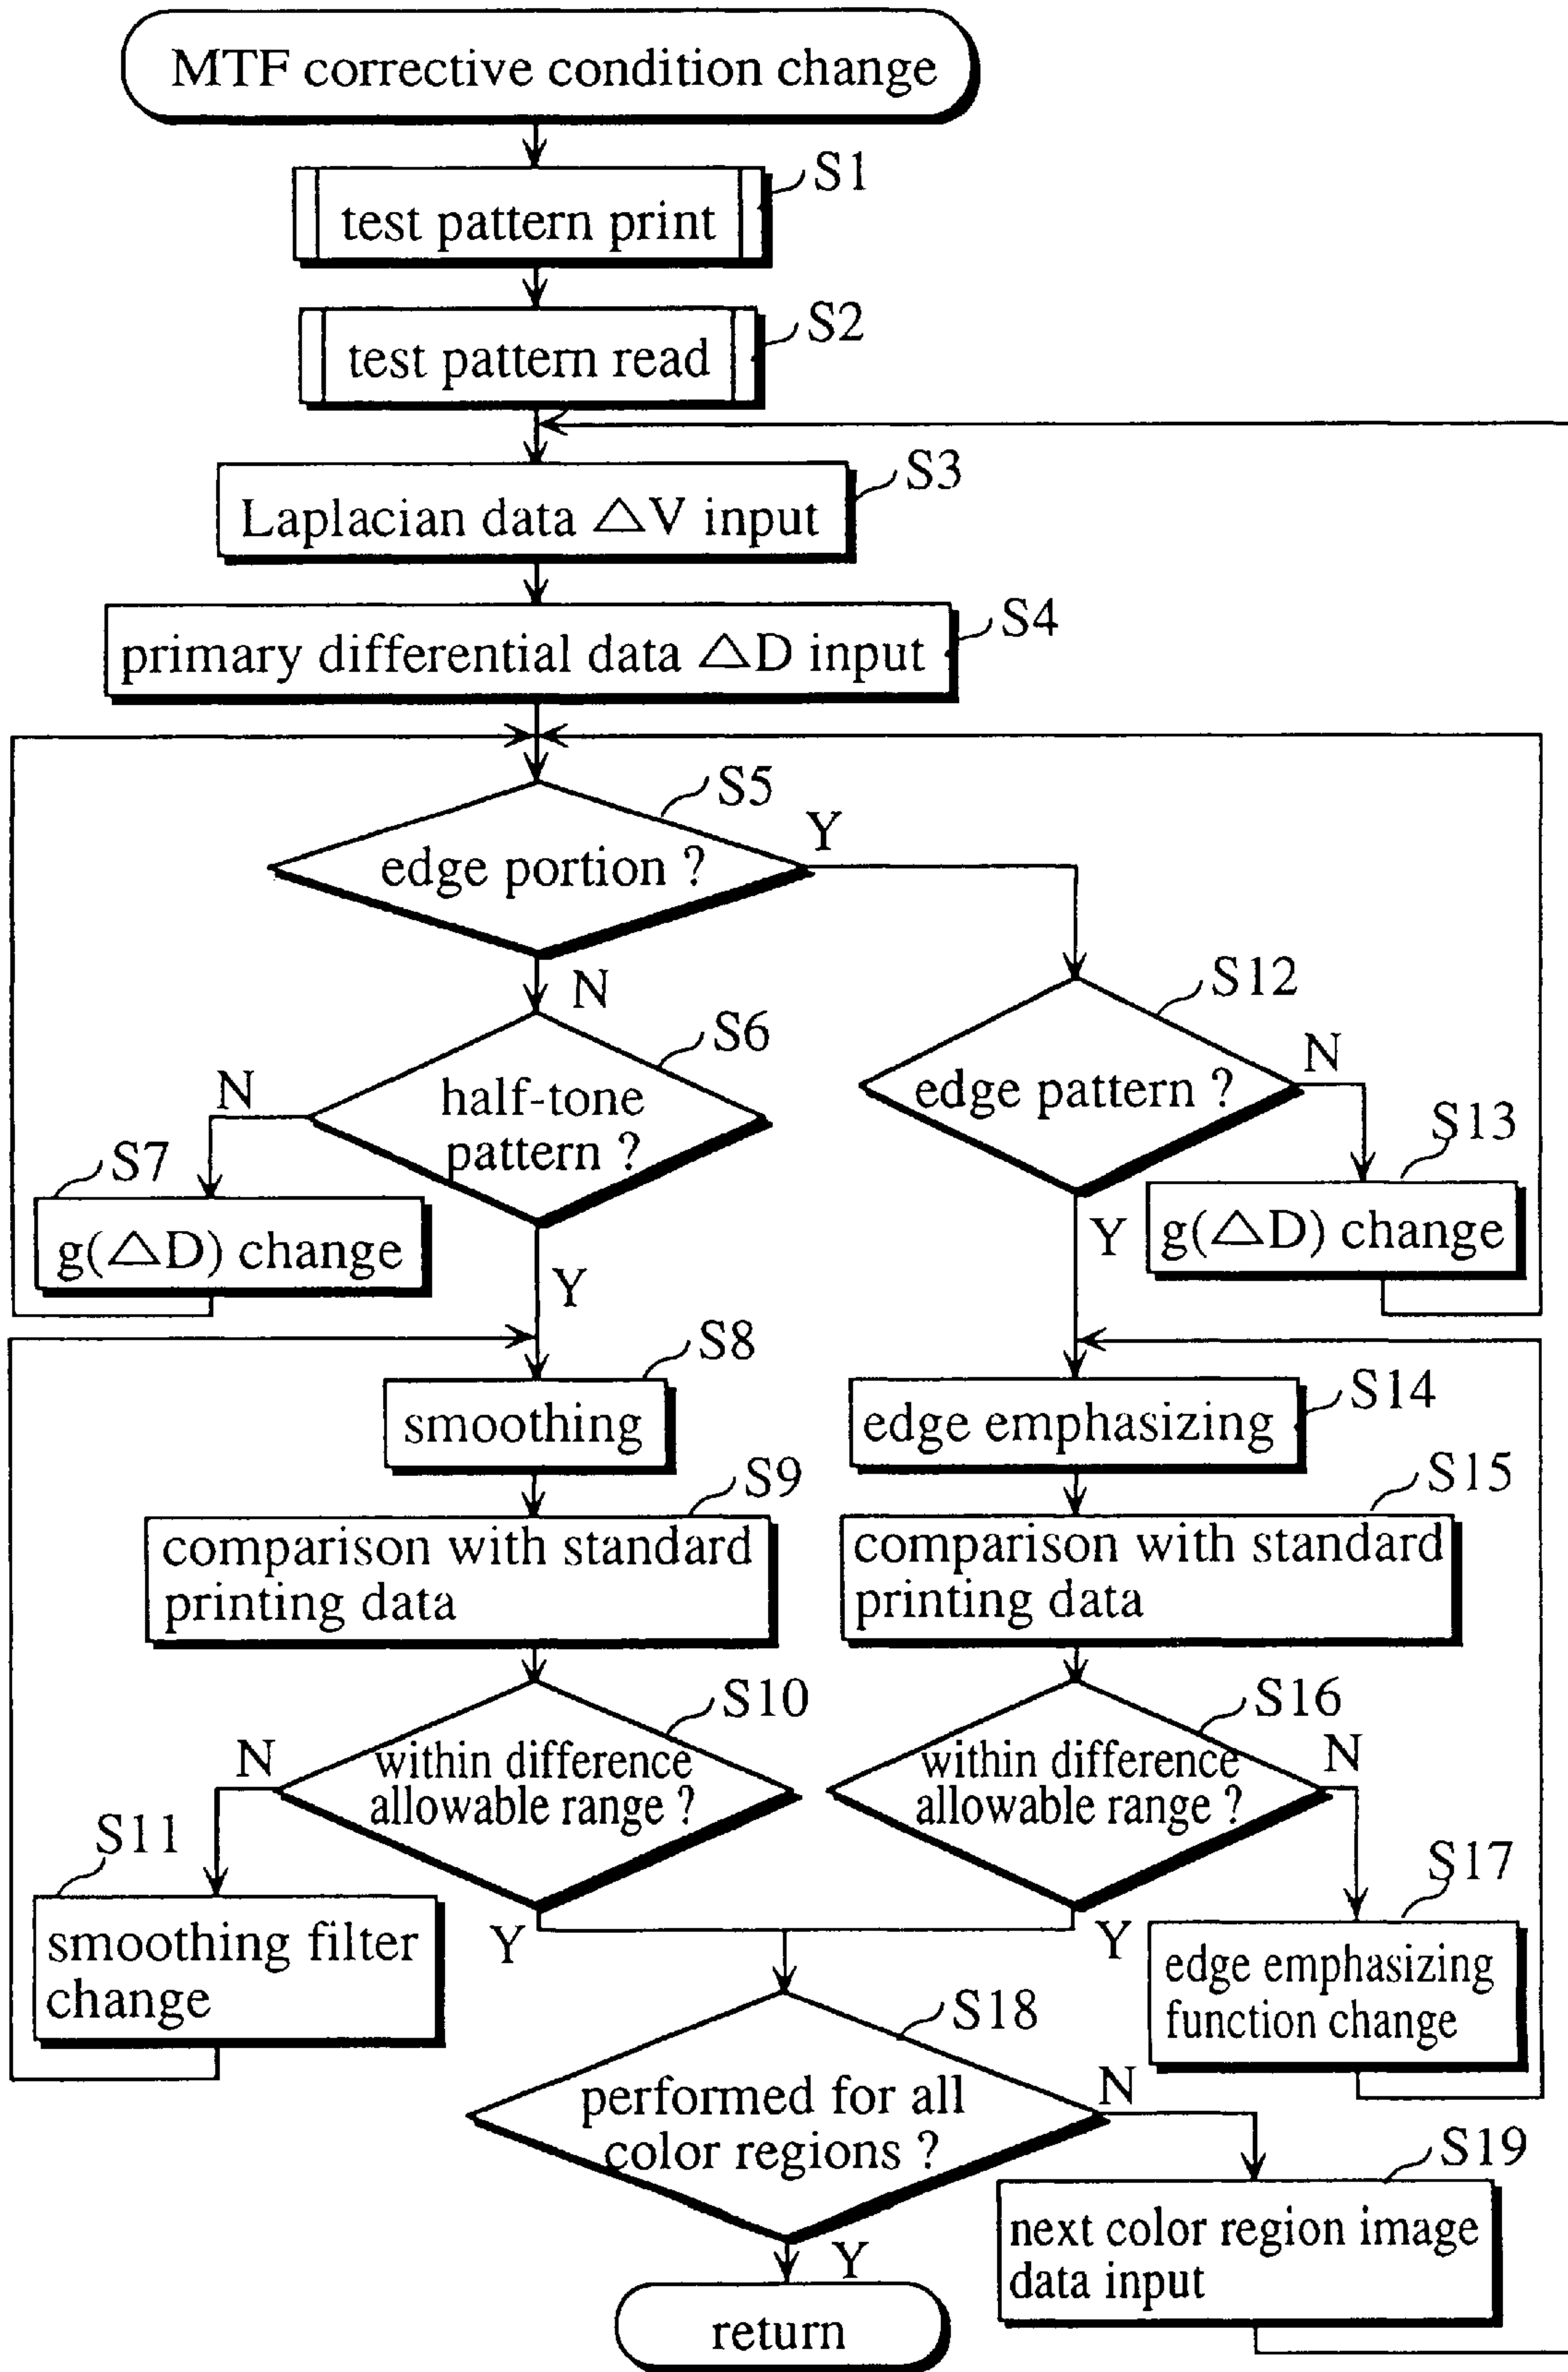 MTF corrective condition change
S1
test pattern print
S2
test pattern read
S3
Laplacian data △V input
S4
primary differential data △D input
S5
edge portion ?
Y
N
S6
half-tone
pattern ?
N
S7
g(△D) change
Y
S12
edge pattern ?
N
S13
g(△D) change
Y
S8
smoothing
S9
comparison with standard
printing data
S10
within difference
allowable range ?
N
S11
smoothing filter
change
Y
S14
edge emphasizing
S15
comparison with standard
printing data
S16
within difference
allowable range ?
N
S17
edge emphasizing
function change
Y
S18
performed for all
color regions ?
N
S19
next color region image
data input
Y
return